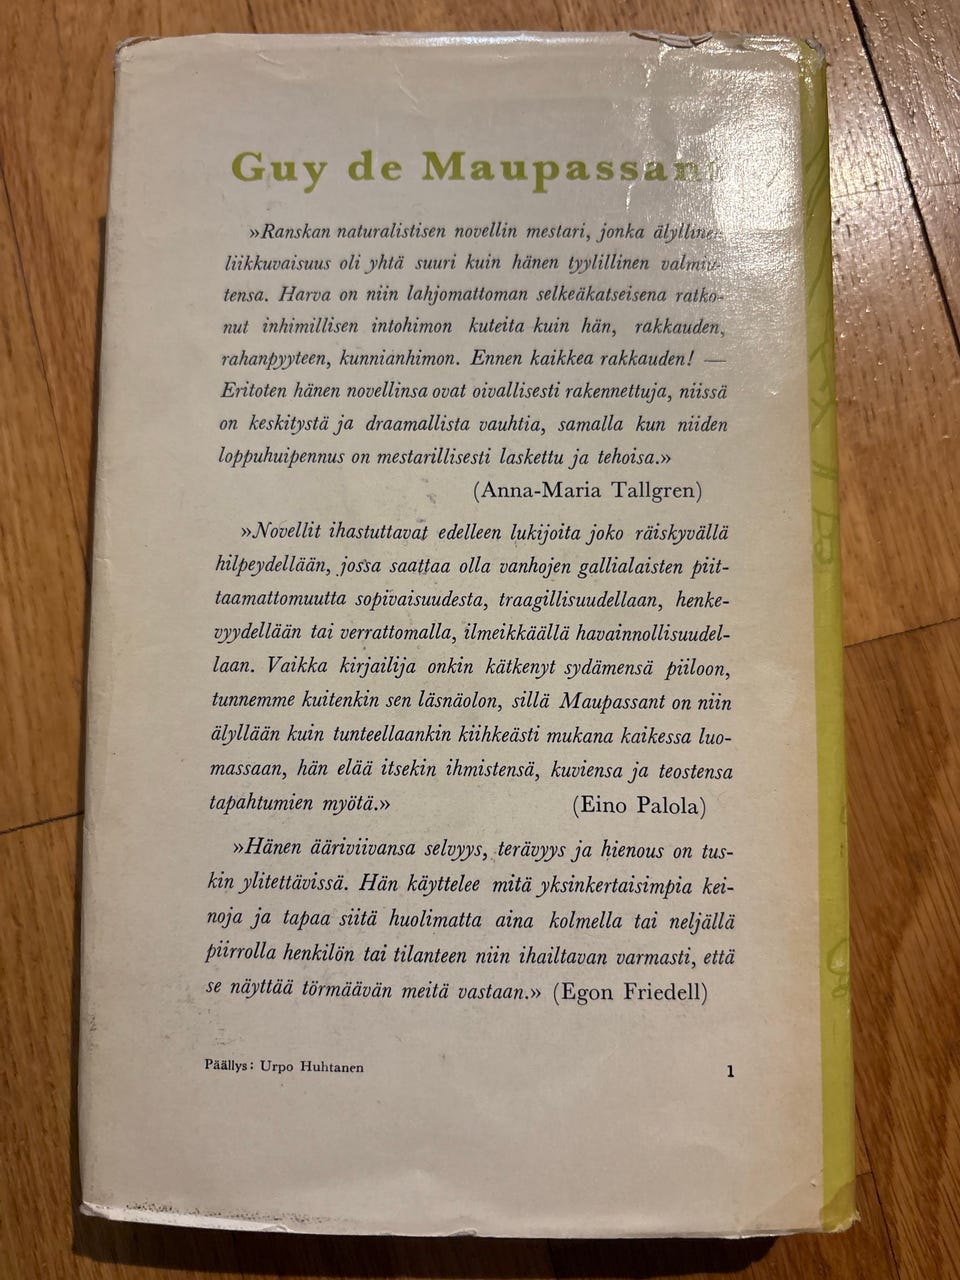 Guy de Maupassant
»Ranskan naturalistisen novellin mestari, jonka älyllinen
liikkuvaisuus oli yhtä suuri kuin hänen tyylillinen valmiu-
tensa. Harva on niin lahjomattoman selkeäkatseisena ratko-
nut inhimillisen intohimon kuteita kuin hän, rakkauden,
rahanpyyteen, kunnianhimon. Ennen kaikkea rakkauden! —
Eritoten hänen novellinsa ovat oivallisesti rakennettuja, niissä
on keskitystä ja draamallista vauhtia, samalla kun niiden
loppuhuipennus on mestarillisesti laskettu ja tehoisa.»
(Anna-Maria Tallgren)
»Novellit ihastuttavat edelleen lukijoita joko räiskyvällä
hilpeydellään, jossa saattaa olla vanhojen gallialaisten piit-
taamattomuutta sopivaisuudesta, traagillisuudellaan, henke-
vyydellään tai verrattomalla, ilmeikkäällä havainnollisuudel-
laan. Vaikka kirjailija onkin kätkenyt sydämensä piiloon,
tunnemme kuitenkin sen läsnäolon, sillä Maupassant on niin
älyllään kuin tunteellaankin kiihkeästi mukana kaikessa luo-
massaan, hän elää itsekin ihmistensä, kuviensa ja teostensa
tapahtumien myötä.» (Eino Palola)
»Hänen ääriviivansa selvyys, terävyys ja hienous on tus-
kin ylitettävissä. Hän käyttelee mitä yksinkertaisimpia kei-
noja ja tapaa siitä huolimatta aina kolmella tai neljällä
piirrolla henkilön tai tilanteen niin ihailtavan varmasti, että
se näyttää törmäävän meitä vastaan.» (Egon Friedell)
Päällys: Urpo Huhtanen 1